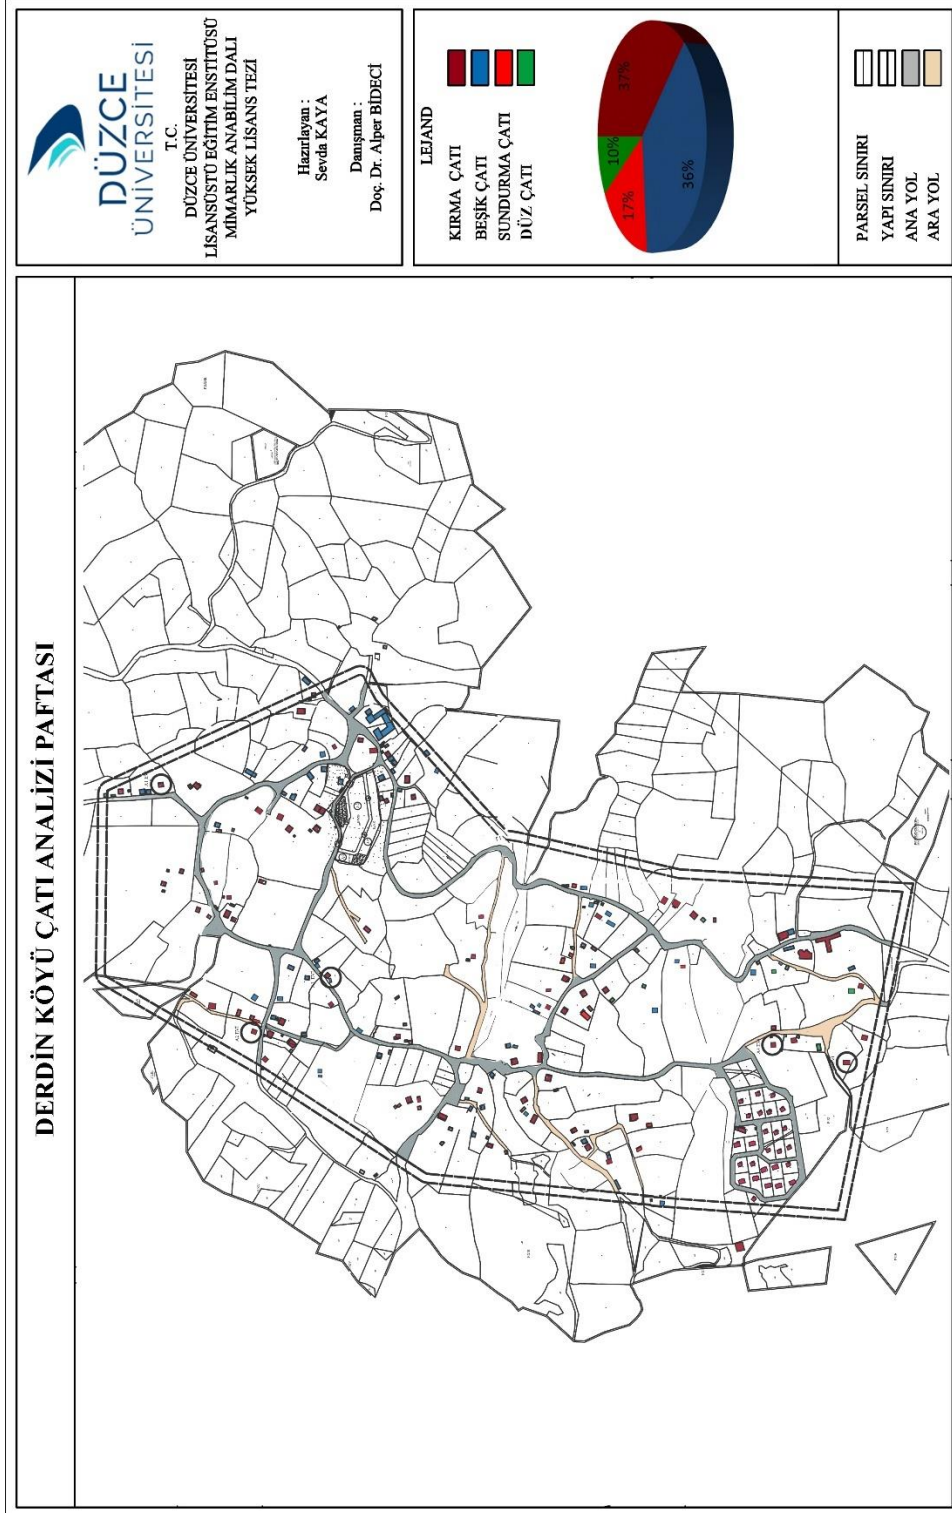 DERDİN KÖYÜ ÇATI ANALİZİ PAFTASI
DÜZCE
ÜNİVERSİTESİ
T.C.
DÜZCE ÜNİVERSİTESİ
LİSANSÜSTÜ EĞİTİM ENSTİTÜSÜ
MİMARLIK ANABİLİM DALI
YÜKSEK LİSANS TEZİ
Hazırlayan :
Sevda KAYA
Danışman :
Doç. Dr. Alper BİDECİ
LEJAND
KIRMA ÇATI
BEŞİK ÇATI
SUNDURMA ÇATI
DÜZ ÇATI
37%
10%
17%
36%
PARSEL SINIRI
YAPI SINIRI
ANA YOL
ARA YOL